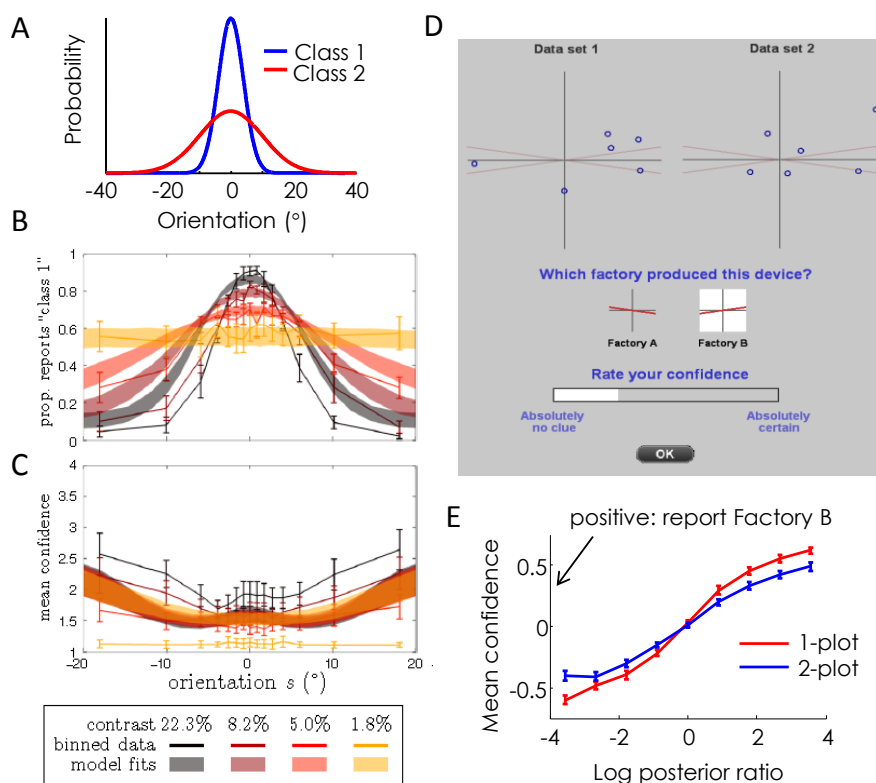 A
Class 1
Class 2
Probability
-40 -20 0 20 40
Orientation (°)
B
1
0.8
0.6
0.4
0.2
0
prop. reports "class 1"
C
4
3.5
3
2.5
2
1.5
1
mean confidence
-20 -10 0 10 20
orientation s (°)
contrast 22.3% 8.2% 5.0% 1.8%
binned data
model fits
D
Data set 1 Data set 2
Which factory produced this device?
Factory A Factory B
Rate your confidence
Absolutely no clue
Absolutely certain
OK
E
positive: report Factory B
0.5
0
-0.5
Mean confidence
1-plot
2-plot
-4 -2 0 2 4
Log posterior ratio